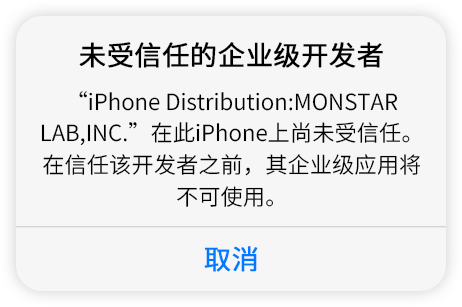 未受信任的企业级开发者
“iPhone Distribution:MONSTAR
LAB,INC.”在此iPhone上尚未受信任。
在信任该开发者之前，其企业级应用将
不可使用。
取消